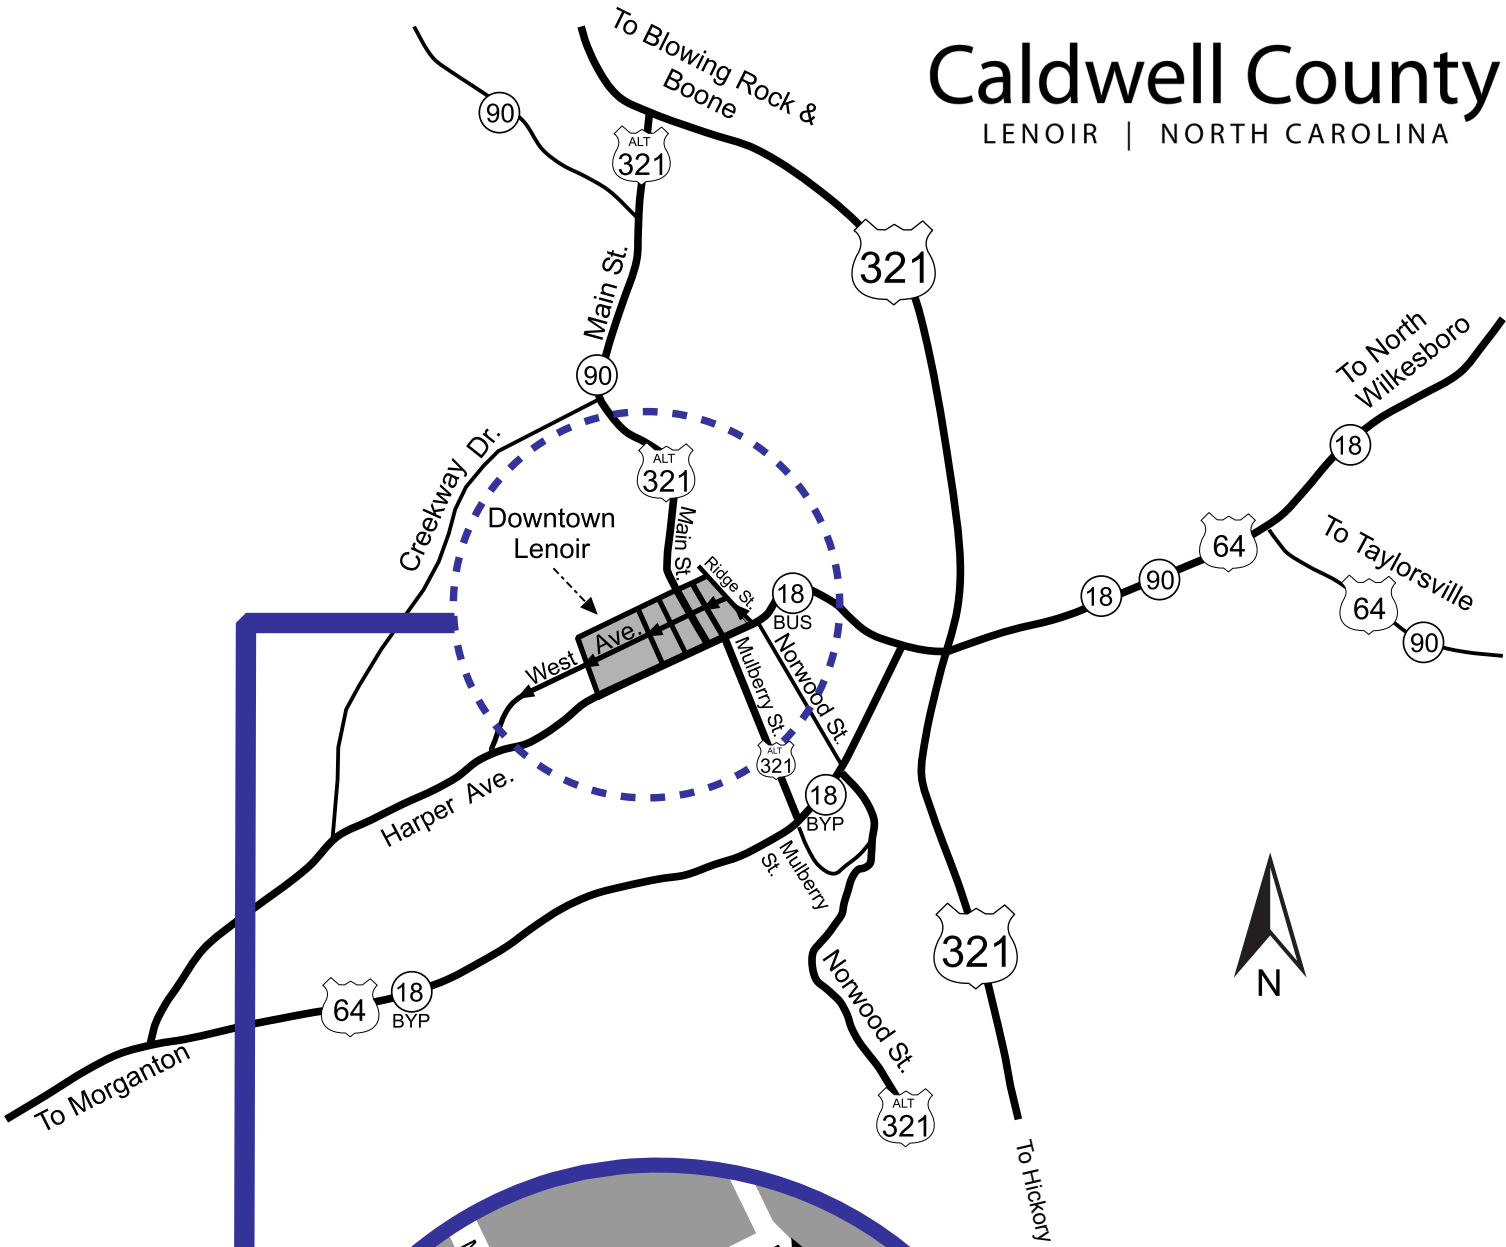 Caldwell County
LENOIR | NORTH CAROLINA
To Blowing Rock &
Boone
90
ALT
321
321
Main St.
90
To North
Wilkesboro
18
Creekway Dr.
ALT
321
Downtown
Lenoir
Main St.
Ridge St.
18
BUS
64
To Taylorsville
64
90
18
90
West Ave.
Mulberry St.
Norwood St.
ALT
321
18
BYP
Harper Ave.
Mulberry
St.
321
Norwood St.
64
18
BYP
To Morganton
ALT
321
N
To Hickory